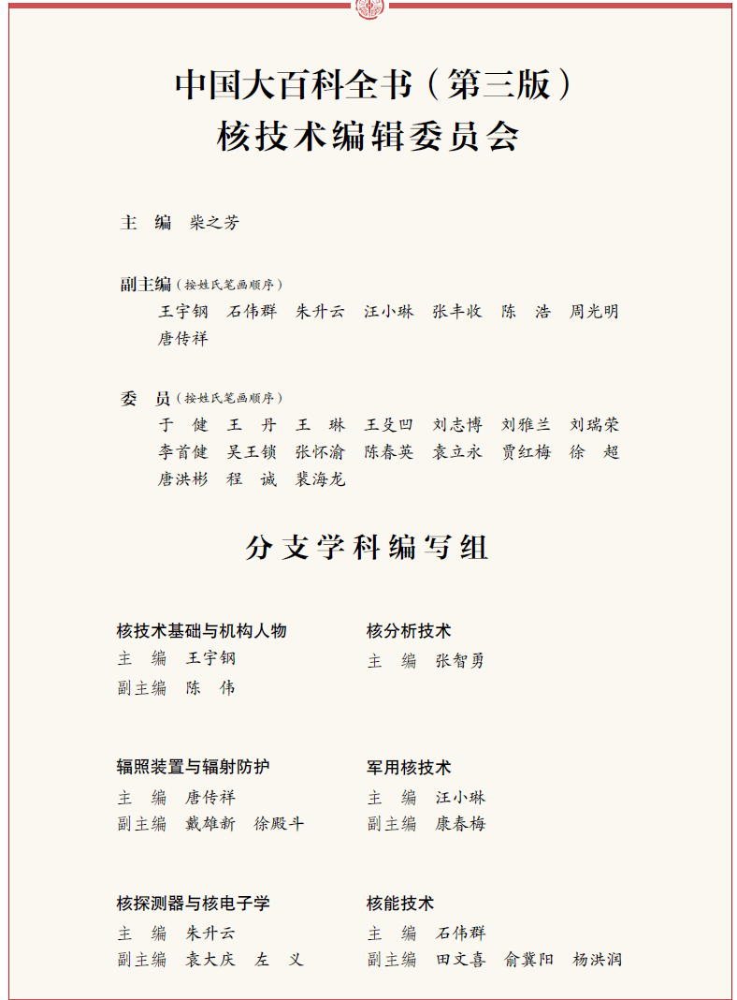 中国大百科全书（第三版）
核技术编辑委员会
主　编　柴之芳
副主编（按姓氏笔画顺序）
王宇钢　石伟群　朱升云　汪小琳　张丰收　陈　浩　周光明
唐传祥
委　员（按姓氏笔画顺序）
于　健　王　丹　王　琳　王殳凹　刘志博　刘雅兰　刘瑞荣
李首健　吴王锁　张怀渝　陈春英　袁立永　贾红梅　徐　超
唐洪彬　程　诚　裴海龙
分支学科编写组
核技术基础与机构人物
主　编　王宇钢
副主编　陈　伟
核分析技术
主　编　张智勇
辐照装置与辐射防护
主　编　唐传祥
副主编　戴雄新　徐殿斗
军用核技术
主　编　汪小琳
副主编　康春梅
核探测器与核电子学
主　编　朱升云
副主编　袁大庆　左　义
核能技术
主　编　石伟群
副主编　田文喜　俞冀阳　杨洪润